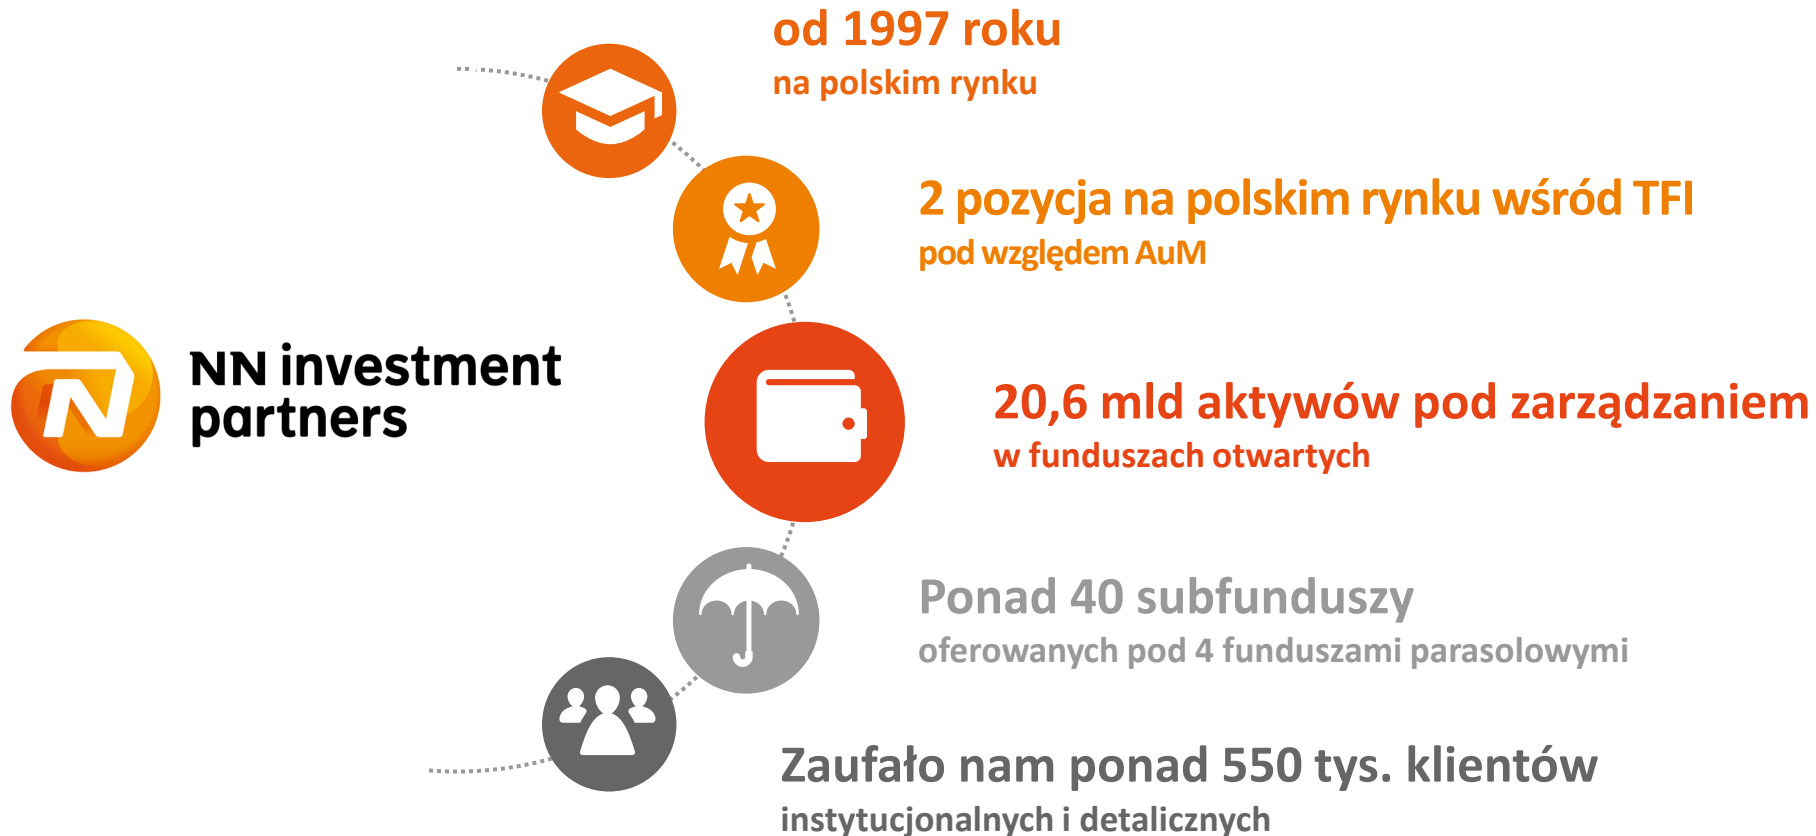 od 1997 roku
na polskim rynku
2 pozycja na polskim rynku wśród TFI
pod względem AuM
NN investment
partners
20,6 mld aktywów pod zarządzaniem
w funduszach otwartych
Ponad 40 subfunduszy
oferowanych pod 4 funduszami parasolowymi
Zaufało nam ponad 550 tys. klientów
instytucjonalnych i detalicznych